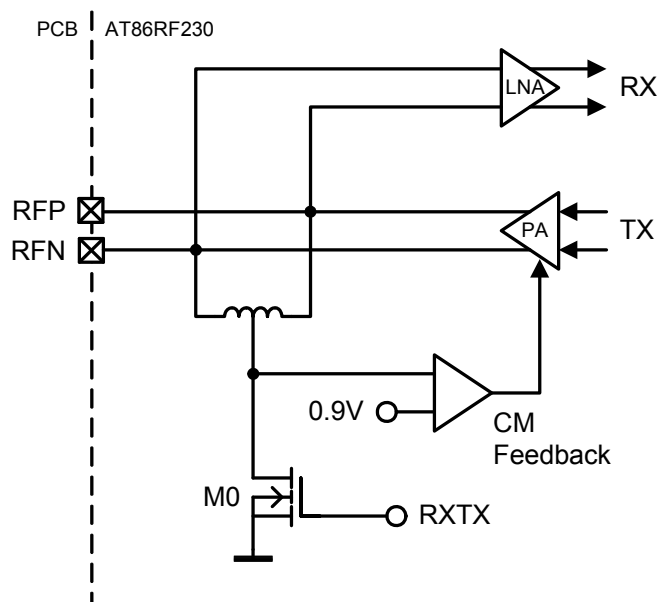 PCB AT86RF230
LNA
RX
RFP
RFN
PA
TX
0.9V
CM
Feedback
M0
RXTX